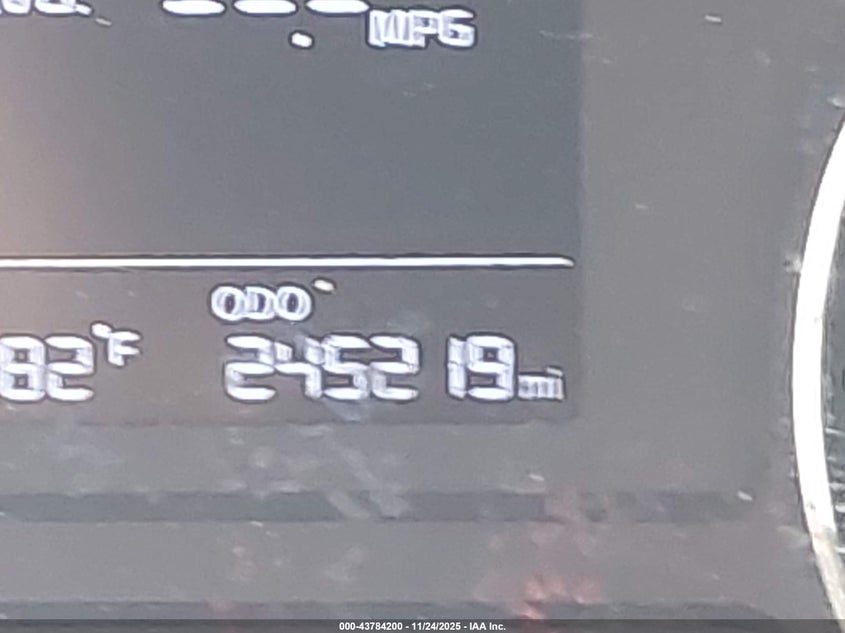 MPG
ODO
82°F 245219mi
000-43784200 - 11/24/2025 - IAA Inc.